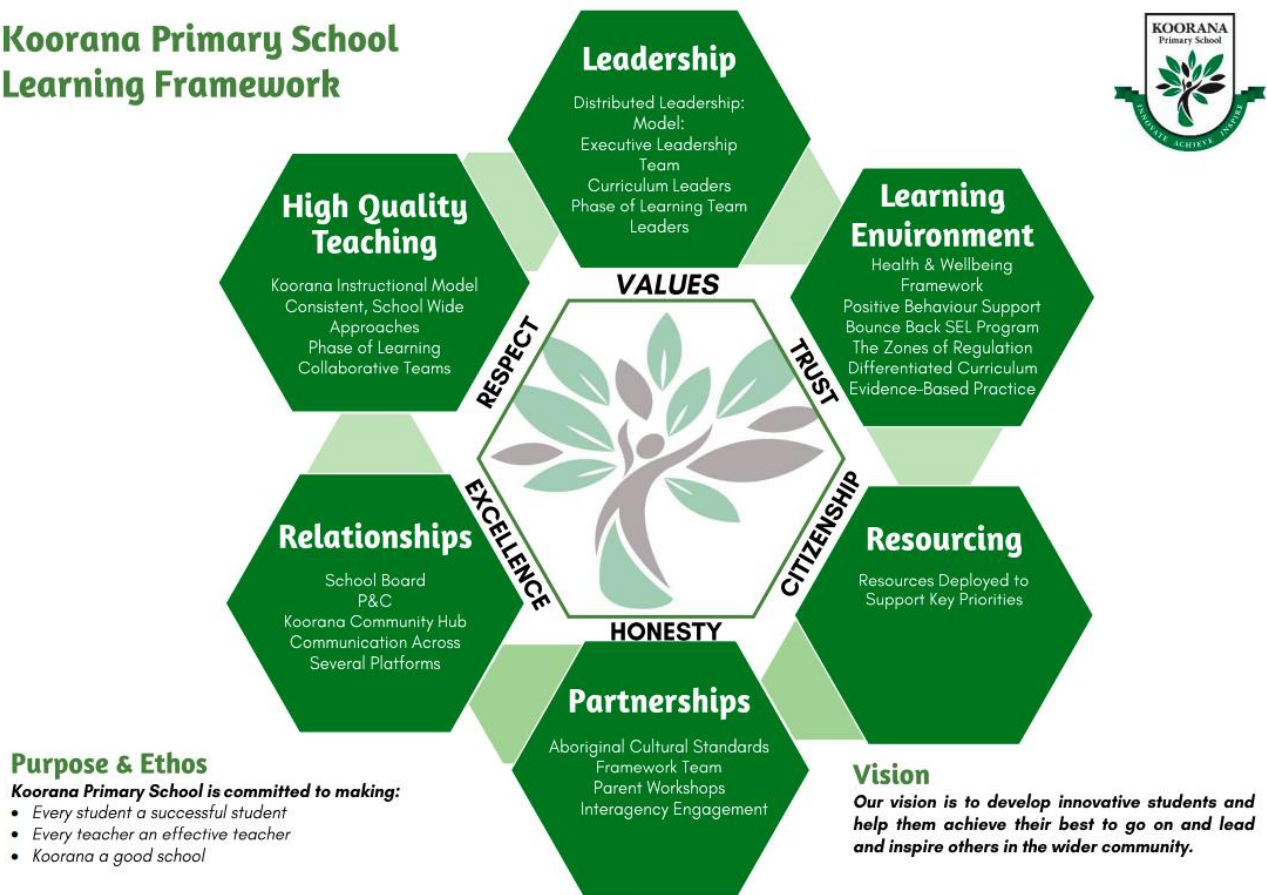 Koorana Primary School
Learning Framework
KOORANA
Primary School
INNOVATE ACHIEVE INSPIRE
Leadership
Distributed Leadership:
Model:
Executive Leadership
Team
Curriculum Leaders
Phase of Learning Team
Leaders
High Quality
Teaching
Koorana Instructional Model
Consistent, School Wide
Approaches
Phase of Learning
Collaborative Teams
Learning
Environment
Health & Wellbeing
Framework
Positive Behaviour Support
Bounce Back SEL Program
The Zones of Regulation
Differentiated Curriculum
Evidence-Based Practice
VALUES
RESPECT
TRUST
EXCELLENCE
CITIZENSHIP
HONESTY
Relationships
School Board
P&C
Koorana Community Hub
Communication Across
Several Platforms
Resourcing
Resources Deployed to
Support Key Priorities
Partnerships
Aboriginal Cultural Standards
Framework Team
Parent Workshops
Interagency Engagement
Purpose & Ethos
Koorana Primary School is committed to making:
• Every student a successful student
• Every teacher an effective teacher
• Koorana a good school
Vision
Our vision is to develop innovative students and
help them achieve their best to go on and lead
and inspire others in the wider community.